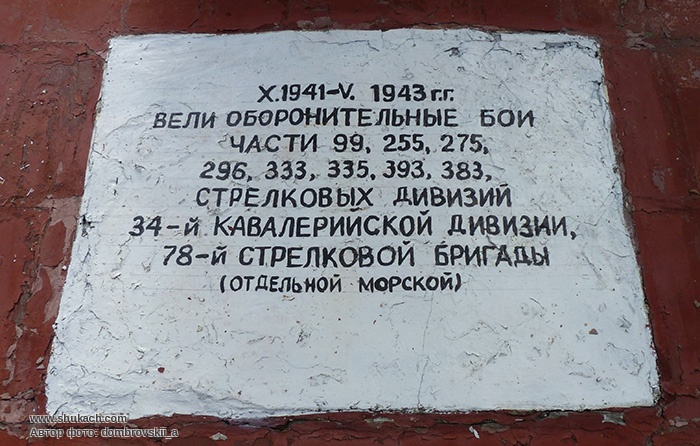 X.1941-V. 1943 г.г.
ВЕЛИ ОБОРОНИТЕЛЬНЫЕ БОИ
ЧАСТИ 99, 255, 275,
296, 333, 335, 393, 383,
СТРЕЛКОВЫХ ДИВИЗИЙ
34-й КАВАЛЕРИЙСКОЙ ДИВИЗИИ,
78-й СТРЕЛКОВОЙ БРИГАДЫ
(ОТДЕЛЬНОЙ МОРСКОЙ)
www.shukach.com
Автор фото: dombrovskii_a